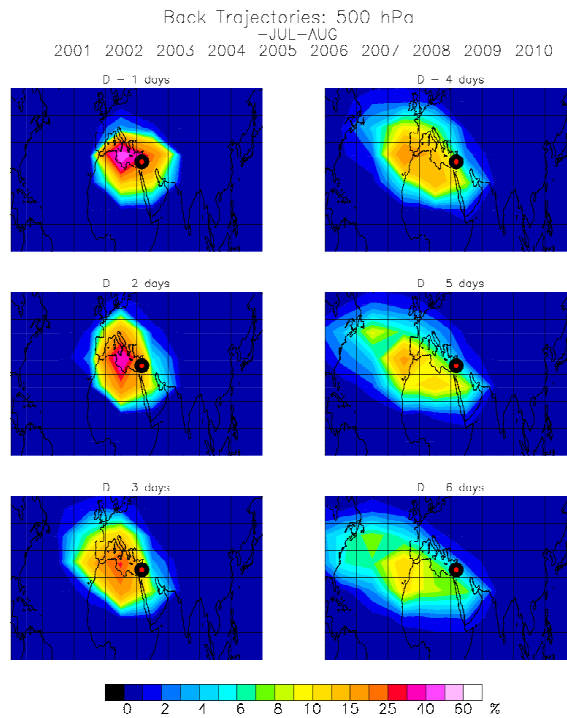 Back Trajectories: 500 hPa
-JUL-AUG
2001 2002 2003 2004 2005 2006 2007 2008 2009 2010
D - 1 days
D - 4 days
D   2 days
D   5 days
D   3 days
D   6 days
0 2 4 6 8 10 15 25 40 60 %